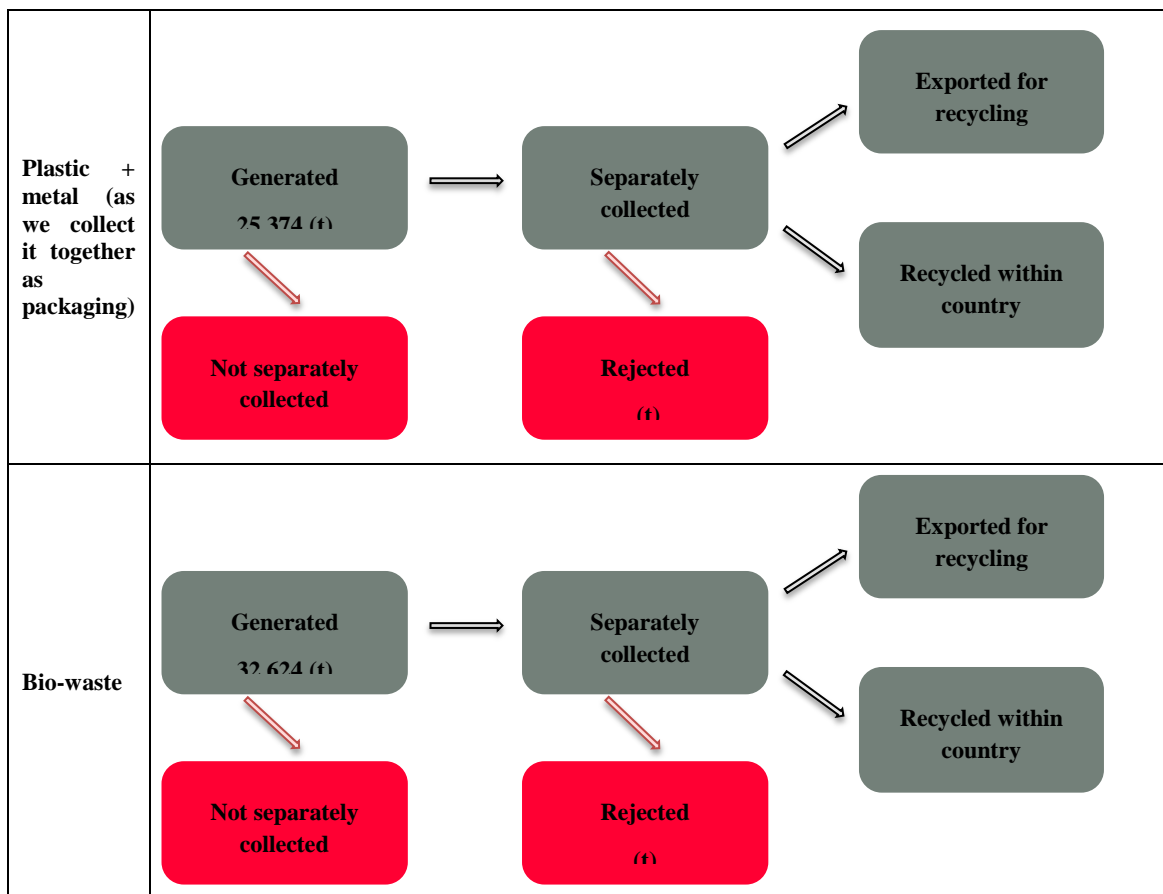 Plastic +
metal (as
we collect
it together
as
packaging)
Generated
25.374 (t)
Separately
collected
Exported for
recycling
Recycled within
country
Not separately
collected
Rejected
(t)
Bio-waste
Generated
32.624 (t)
Separately
collected
Exported for
recycling
Recycled within
country
Not separately
collected
Rejected
(t)